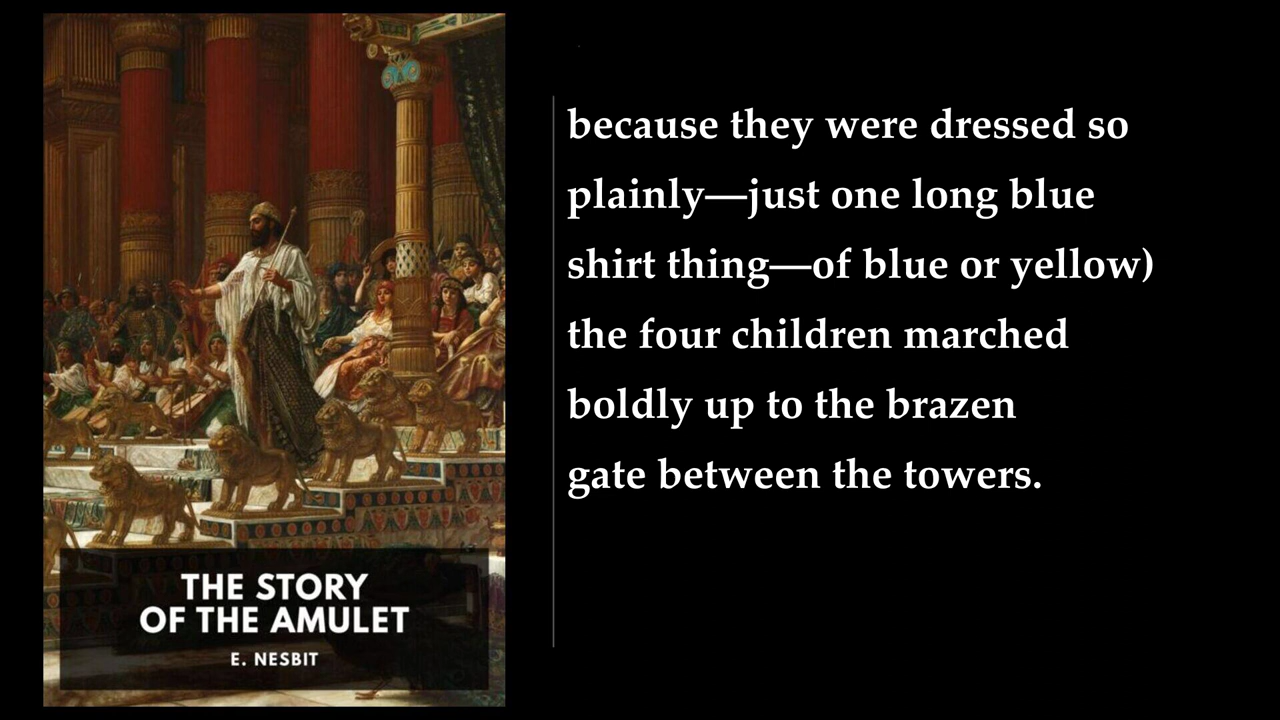 because they were dressed so
plainly—just one long blue
shirt thing—of blue or yellow)
the four children marched
boldly up to the brazen
gate between the towers.
THE STORY
OF THE AMULET
E. NESBIT